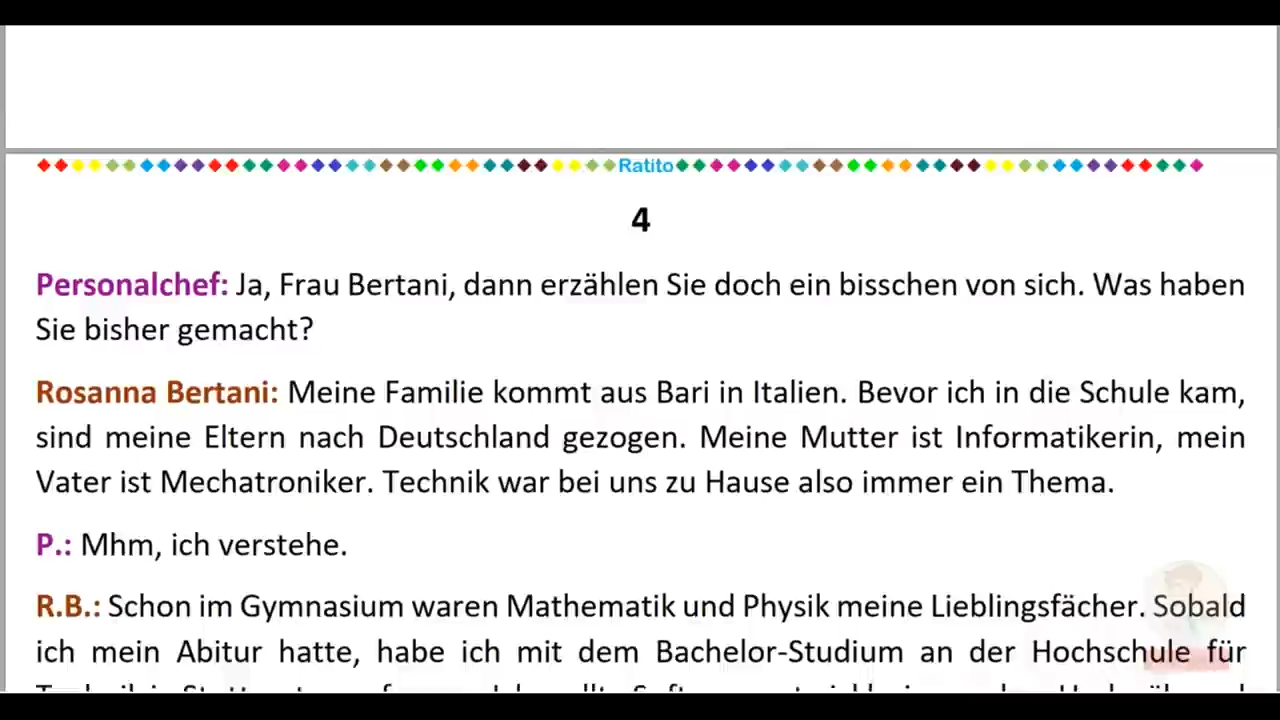 Ratito
4
Personalchef: Ja, Frau Bertani, dann erzählen Sie doch ein bisschen von sich. Was haben
Sie bisher gemacht?
Rosanna Bertani: Meine Familie kommt aus Bari in Italien. Bevor ich in die Schule kam,
sind meine Eltern nach Deutschland gezogen. Meine Mutter ist Informatikerin, mein
Vater ist Mechatroniker. Technik war bei uns zu Hause also immer ein Thema.
P.: Mhm, ich verstehe.
R.B.: Schon im Gymnasium waren Mathematik und Physik meine Lieblingsfächer. Sobald
ich mein Abitur hatte, habe ich mit dem Bachelor-Studium an der Hochschule für